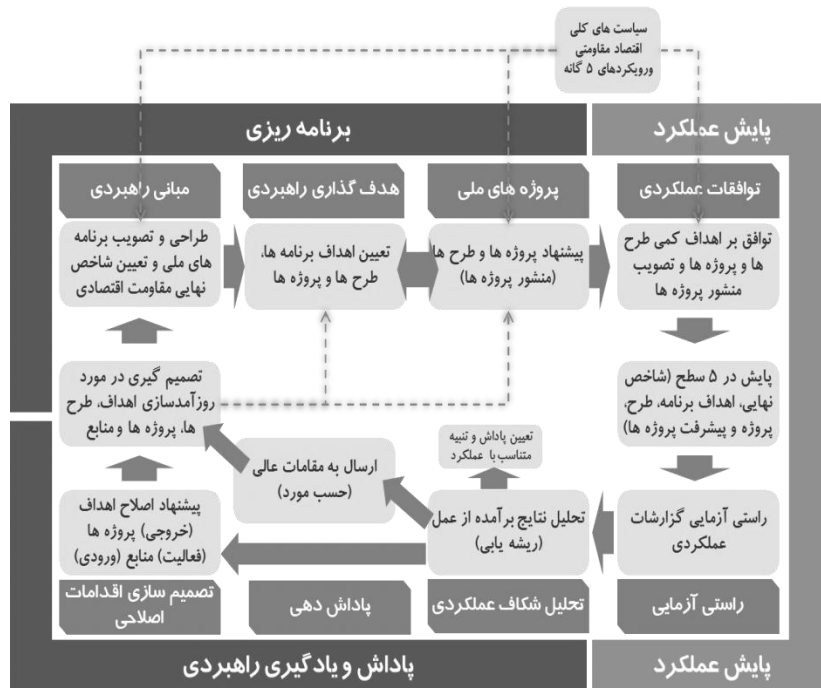 سیاست های کلی
اقتصاد مقاومتی
ورویکردهای ۵ گانه
پایش عملکرد
برنامه ریزی
توافقات عملکردی
پروژه های ملی
هدف گذاری راهبردی
مبانی راهبردی
توافق بر اهداف کمی طرح
ها و پروژه ها و تصویب
منشور پروژه ها
پیشنهاد پروژه ها و طرح ها
(منشور پروژه ها)
تعیین اهداف برنامه ها،
طرح ها و پروژه ها
طراحی و تصویب برنامه
های ملی و تعیین شاخص
نهایی مقاومت اقتصادی
پایش در ۵ سطح (شاخص
نهایی، اهداف برنامه، طرح،
پروژه و پیشرفت پروژه ها)
تصمیم گیری در مورد
روزآمدسازی اهداف، طرح
ها، پروژه ها و منابع
تعیین پاداش و تنبیه
متناسب با عملکرد
ارسال به مقامات عالی
(حسب مورد)
راستی آزمایی گزارشات
عملکردی
تحلیل نتایج برآمده از عمل
(ریشه یابی)
پیشنهاد اصلاح اهداف
(خروجی) پروژه ها
(فعالیت) منابع (ورودی)
راستی آزمایی
تحلیل شکاف عملکردی
پاداش دهی
تصمیم سازی اقدامات
اصلاحی
پایش عملکرد
پاداش و یادگیری راهبردی